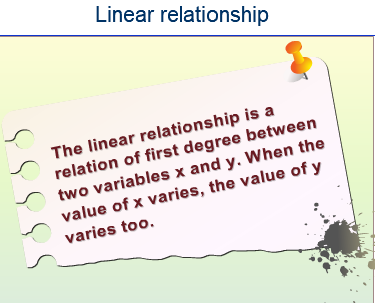 Linear relationship
The linear relationship is a
relation of first degree between
two variables x and y. When the
value of x varies, the value of y
varies too.